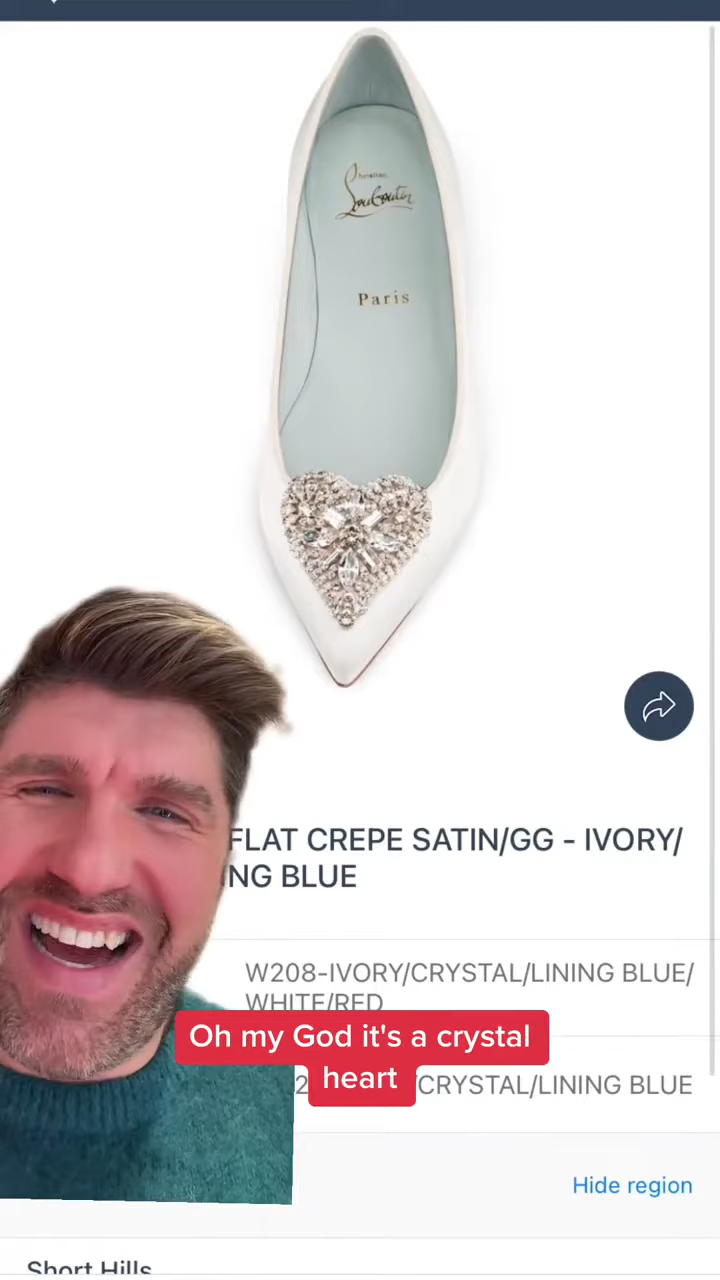 Christian
Louboutin
Paris
FLAT CREPE SATIN/GG - IVORY/
NG BLUE
W208-IVORY/CRYSTAL/LINING BLUE/
WHITE/RED
Oh my God it's a crystal
heart
/CRYSTAL/LINING BLUE
Hide region
Short Hills